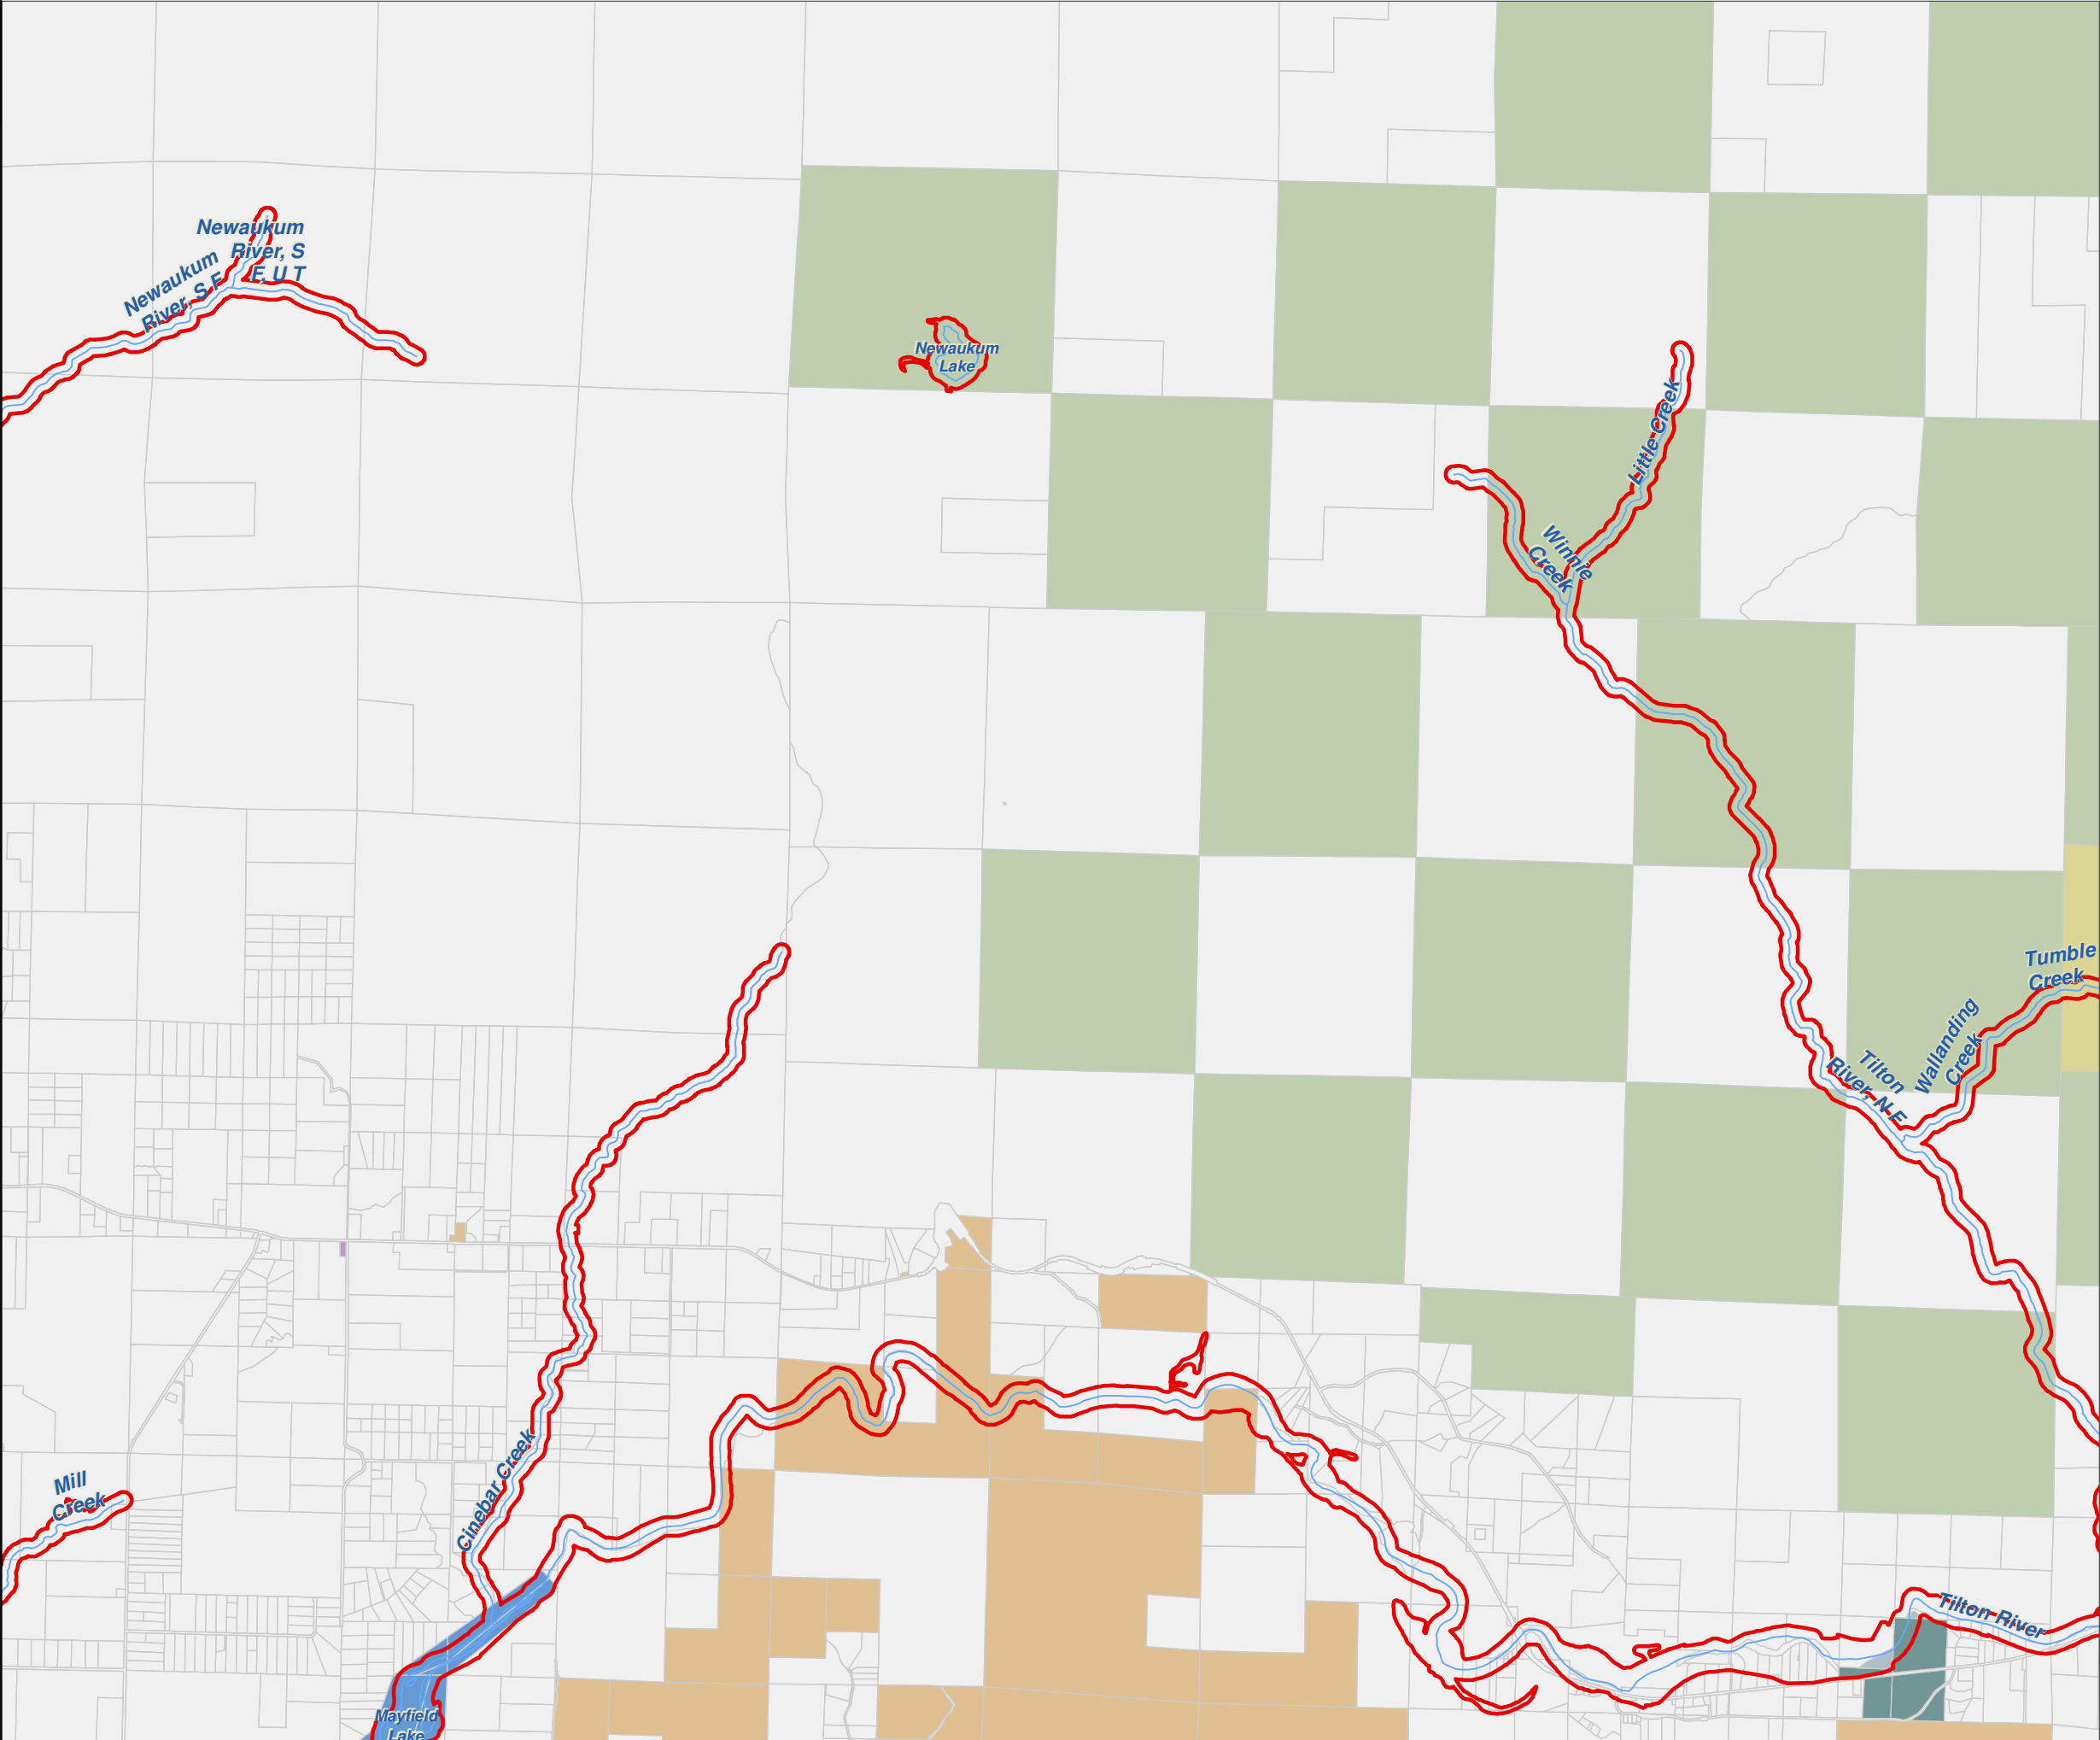 Newaukum
River, S
F, U T
Newaukum
River, S F
Newaukum
Lake
Little Creek
Winnie
Creek
Tumble
Creek
Wallanding
Creek
Tilton
River, N F
Cinebar Creek
Mill
Creek
Tilton River
Mayfield
Lake